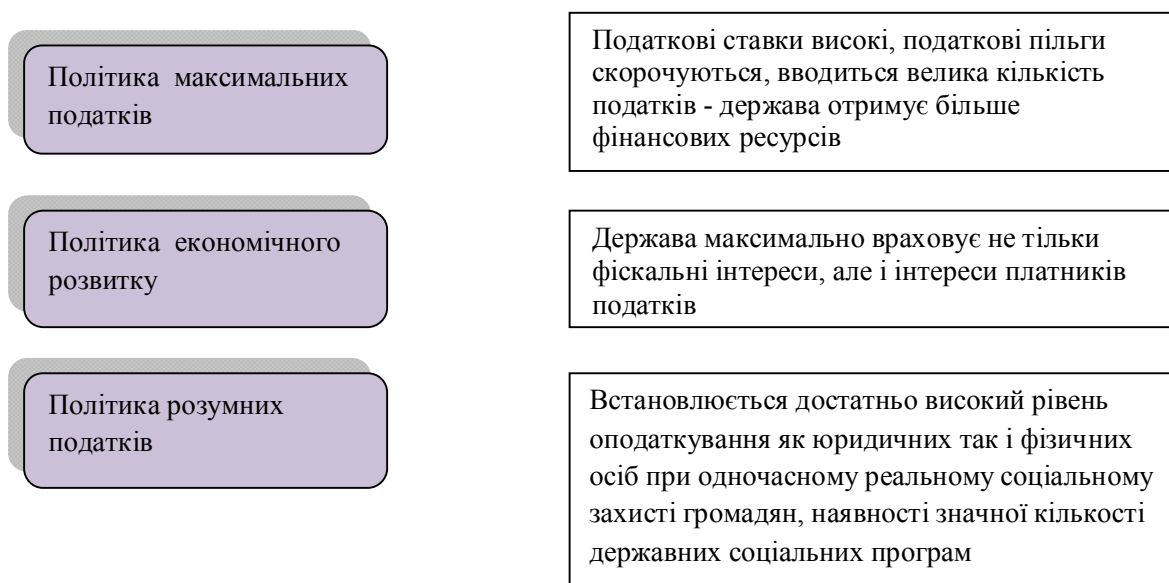 Політика максимальних
податків
Податкові ставки високі, податкові пільги
скорочуються, вводиться велика кількість
податків - держава отримує більше
фінансових ресурсів
Політика економічного
розвитку
Держава максимально враховує не тільки
фіскальні інтереси, але і інтереси платників
податків
Політика розумних
податків
Встановлюється достатньо високий рівень
оподаткування як юридичних так і фізичних
осіб при одночасному реальному соціальному
захисті громадян, наявності значної кількості
державних соціальних програм